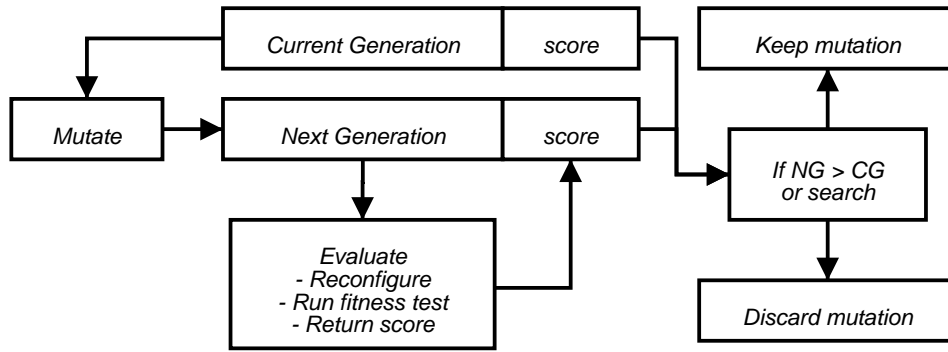 Current Generation
score
Keep mutation
Mutate
Next Generation
score
If NG > CG
or search
Evaluate
- Reconfigure
- Run fitness test
- Return score
Discard mutation